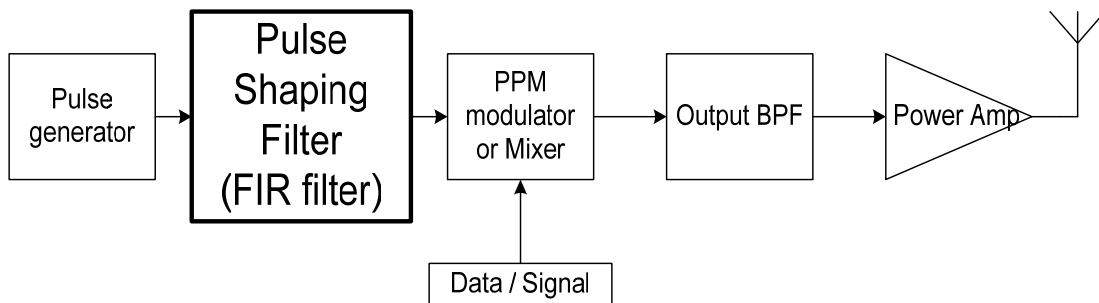 Pulse
generator
Pulse
Shaping
Filter
(FIR filter)
PPM
modulator
or Mixer
Output BPF
Power Amp
Data / Signal